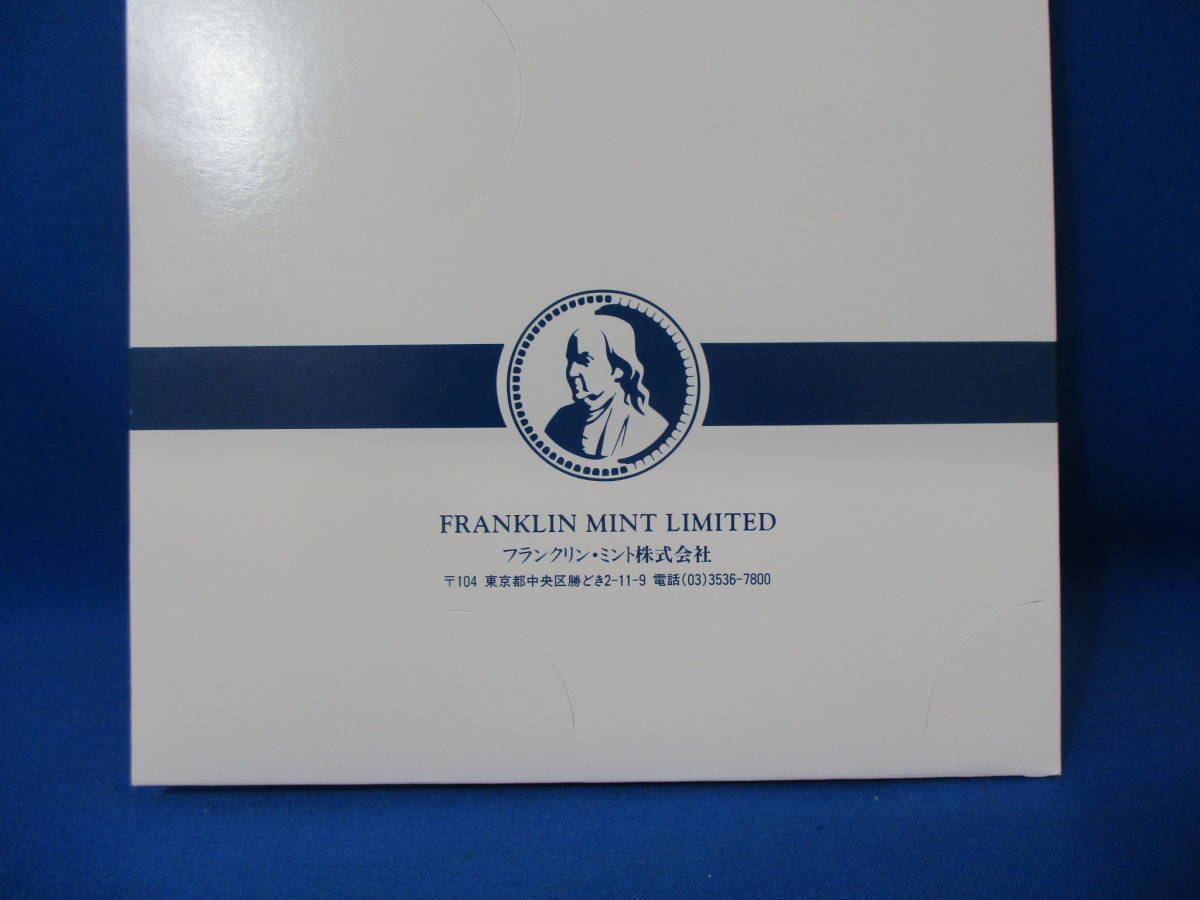 FRANKLIN MINT LIMITED
フランクリン・ミント株式会社
〒104 東京都中央区勝どき2-11-9 電話(03)3536-7800